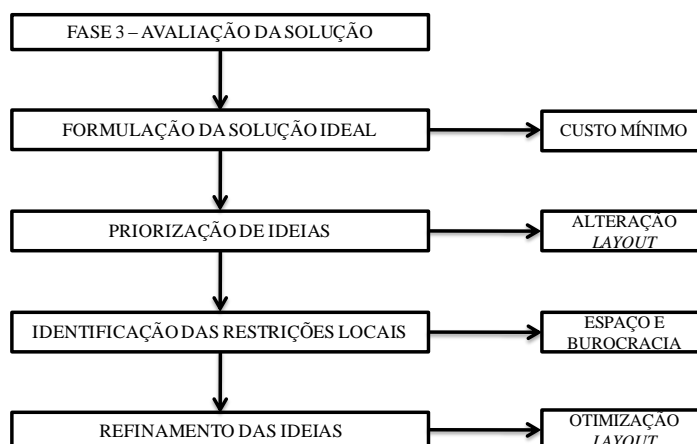 FASE 3 – AVALIAÇÃO DA SOLUÇÃO
FORMULAÇÃO DA SOLUÇÃO IDEAL
CUSTO MÍNIMO
PRIORIZAÇÃO DE IDEIAS
ALTERAÇÃO
LAYOUT
IDENTIFICAÇÃO DAS RESTRIÇÕES LOCAIS
ESPAÇO E
BUROCRACIA
REFINAMENTO DAS IDEIAS
OTIMIZAÇÃO
LAYOUT